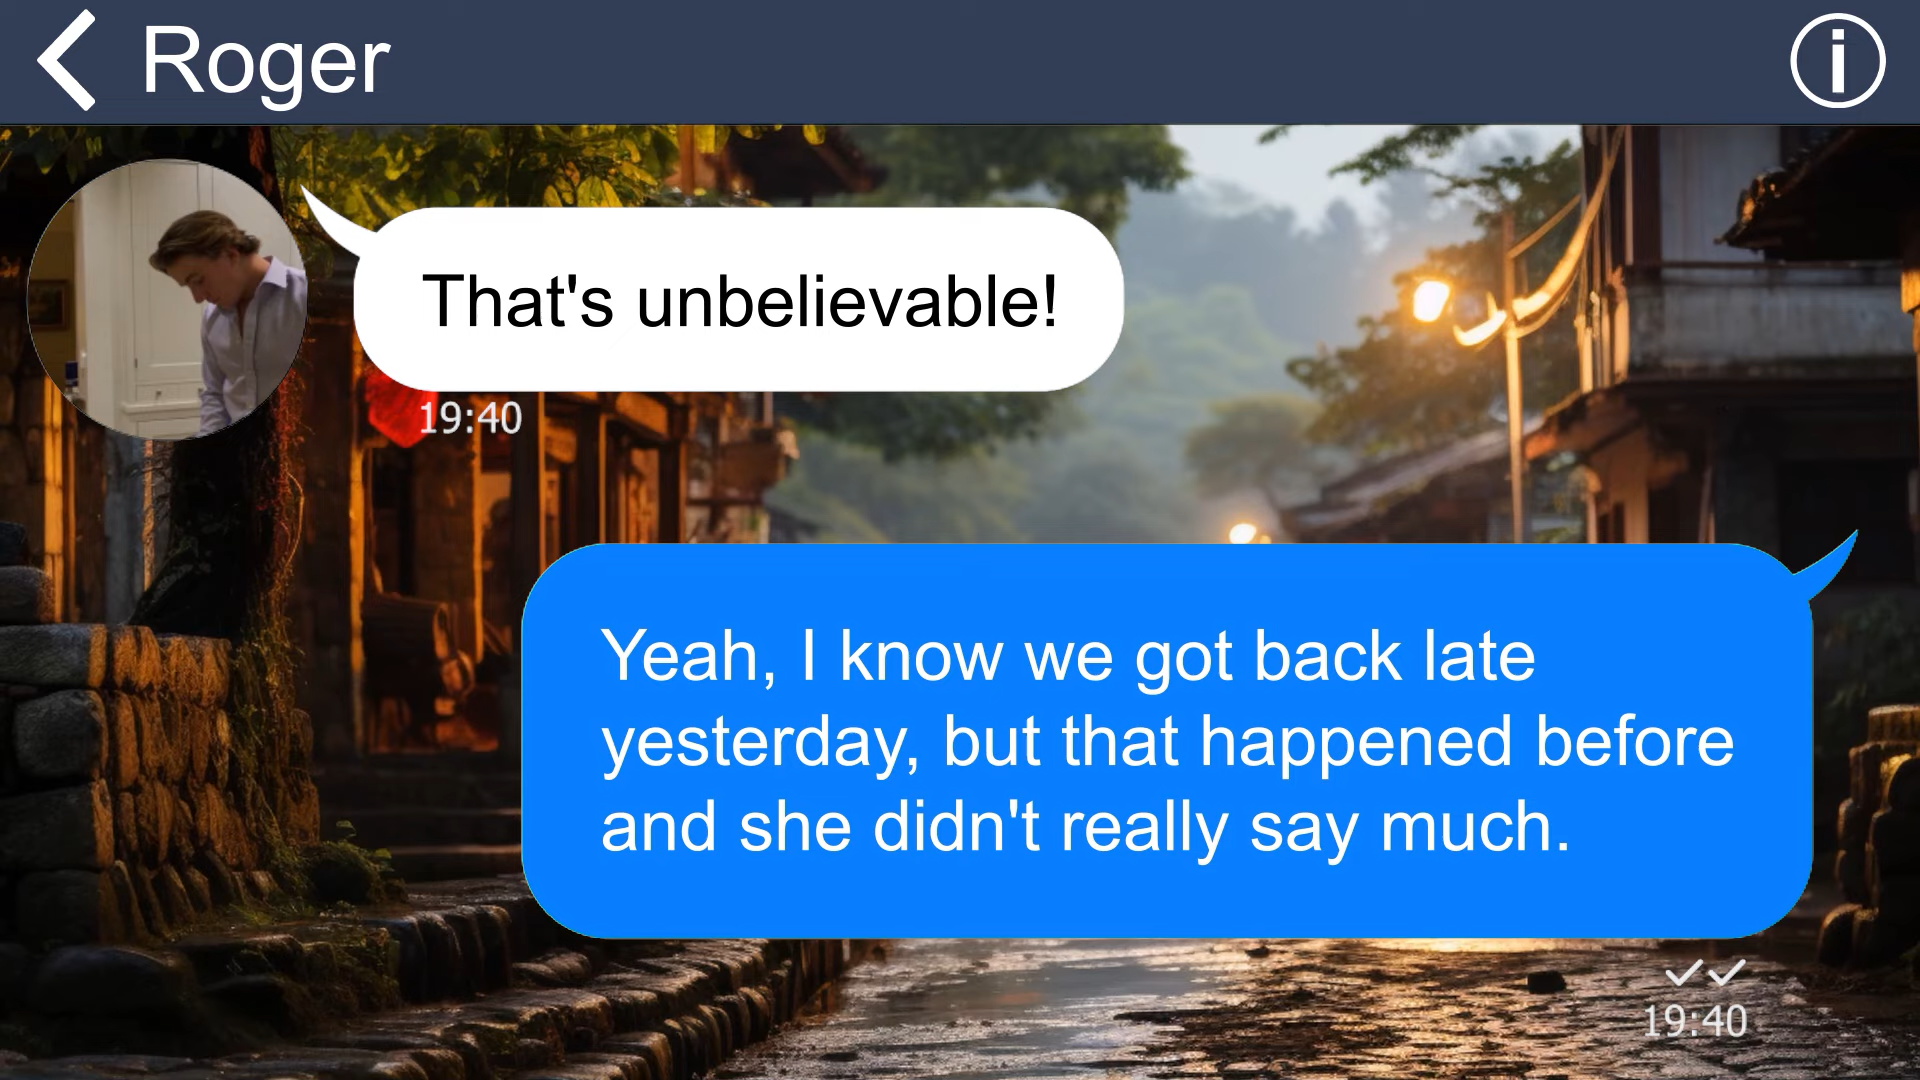 Roger
That's unbelievable!
19:40
Yeah, I know we got back late
yesterday, but that happened before
and she didn't really say much.
19:40